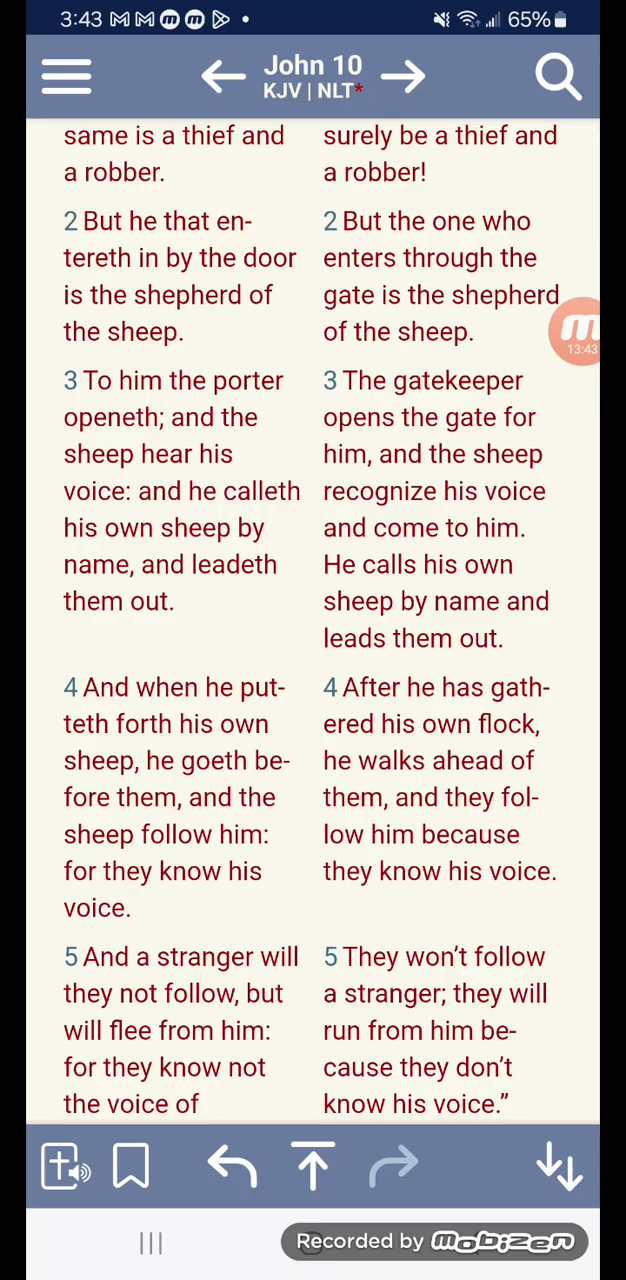 3:43
65%
John 10
KJV | NLT*
same is a thief and
a robber.
2 But he that en-
tereth in by the door
is the shepherd of
the sheep.
3 To him the porter
openeth; and the
sheep hear his
voice: and he calleth
his own sheep by
name, and leadeth
them out.
4 And when he put-
teth forth his own
sheep, he goeth be-
fore them, and the
sheep follow him:
for they know his
voice.
5 And a stranger will
they not follow, but
will flee from him:
for they know not
the voice of
surely be a thief and
a robber!
2 But the one who
enters through the
gate is the shepherd
of the sheep.
3 The gatekeeper
opens the gate for
him, and the sheep
recognize his voice
and come to him.
He calls his own
sheep by name and
leads them out.
4 After he has gath-
ered his own flock,
he walks ahead of
them, and they fol-
low him because
they know his voice.
5 They won't follow
a stranger; they will
run from him be-
cause they don't
know his voice.”
m
13:43
Recorded by mobizen